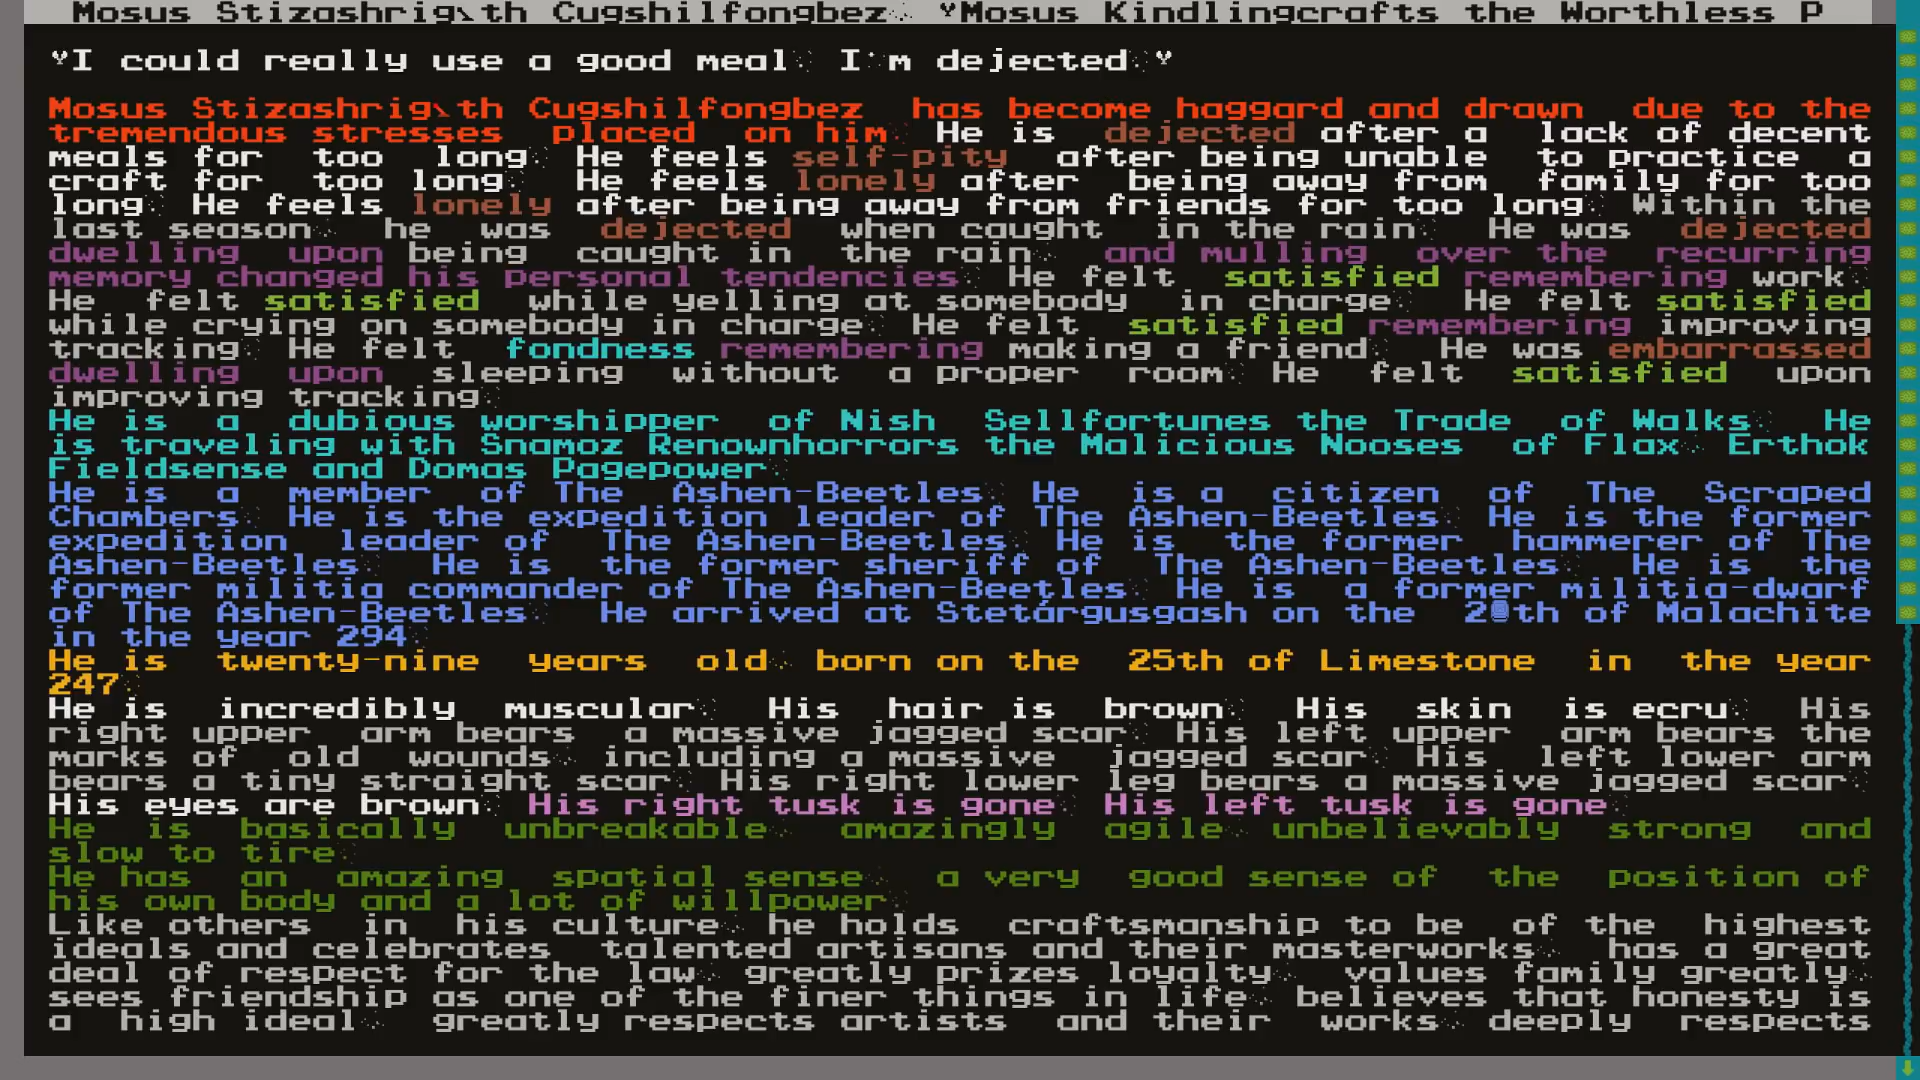 Mosus Stizashrig\th Cugshilfongbez. "Mosus Kindlingcrafts the Worthless P
"I could really use a good meal. I'm dejected."
Mosus Stizashrig\th Cugshilfongbez has become haggard and drawn due to the
tremendous stresses placed on him. He is dejected after a lack of decent
meals for too long. He feels self-pity after being unable to practice a
craft for too long. He feels lonely after being away from family for too
long. He feels lonely after being away from friends for too long. Within the
last season, he was dejected when caught in the rain. He was dejected
dwelling upon being caught in the rain, and mulling over the recurring
memory changed his personal tendencies. He felt satisfied remembering work.
He felt satisfied while yelling at somebody in charge. He felt satisfied
while crying on somebody in charge. He felt satisfied remembering improving
tracking. He felt fondness remembering making a friend. He was embarrassed
dwelling upon sleeping without a proper room. He felt satisfied upon
improving tracking.
He is a dubious worshipper of Nish Sellfortunes the Trade of Walks. He
is traveling with Snamoz Renownhorrors the Malicious Nooses of Flax, Erthok
Fieldsense and Domas Pagepower.
He is a member of The Ashen-Beetles. He is a citizen of The Scraped
Chambers. He is the expedition leader of The Ashen-Beetles. He is the former
expedition leader of The Ashen-Beetles. He is the former hammerer of The
Ashen-Beetles. He is the former sheriff of The Ashen-Beetles. He is the
former militia commander of The Ashen-Beetles. He is a former militia-dwarf
of The Ashen-Beetles. He arrived at Stetárgusgash on the of Malachite
in the year 294.
He is twenty-nine years old, born on the 25th of Limestone in the year
247.
He is incredibly muscular. His hair is brown. His skin is ecru. His
right upper arm bears a massive jagged scar. His left upper arm bears the
marks of old wounds, including a massive jagged scar. His left lower arm
bears a tiny straight scar. His right lower leg bears a massive jagged scar.
His eyes are brown. His right tusk is gone. His left tusk is gone.
He is basically unbreakable, amazingly agile, unbelievably strong and
slow to tire.
He has an amazing spatial sense, a very good sense of the position of
his own body and a lot of willpower.
Like others in his culture, he holds craftsmanship to be of the highest
ideals and celebrates talented artisans and their masterworks, has a great
deal of respect for the law, greatly prizes loyalty, values family greatly,
sees friendship as one of the finer things in life, believes that honesty is
a high ideal, greatly respects artists and their works, deeply respects